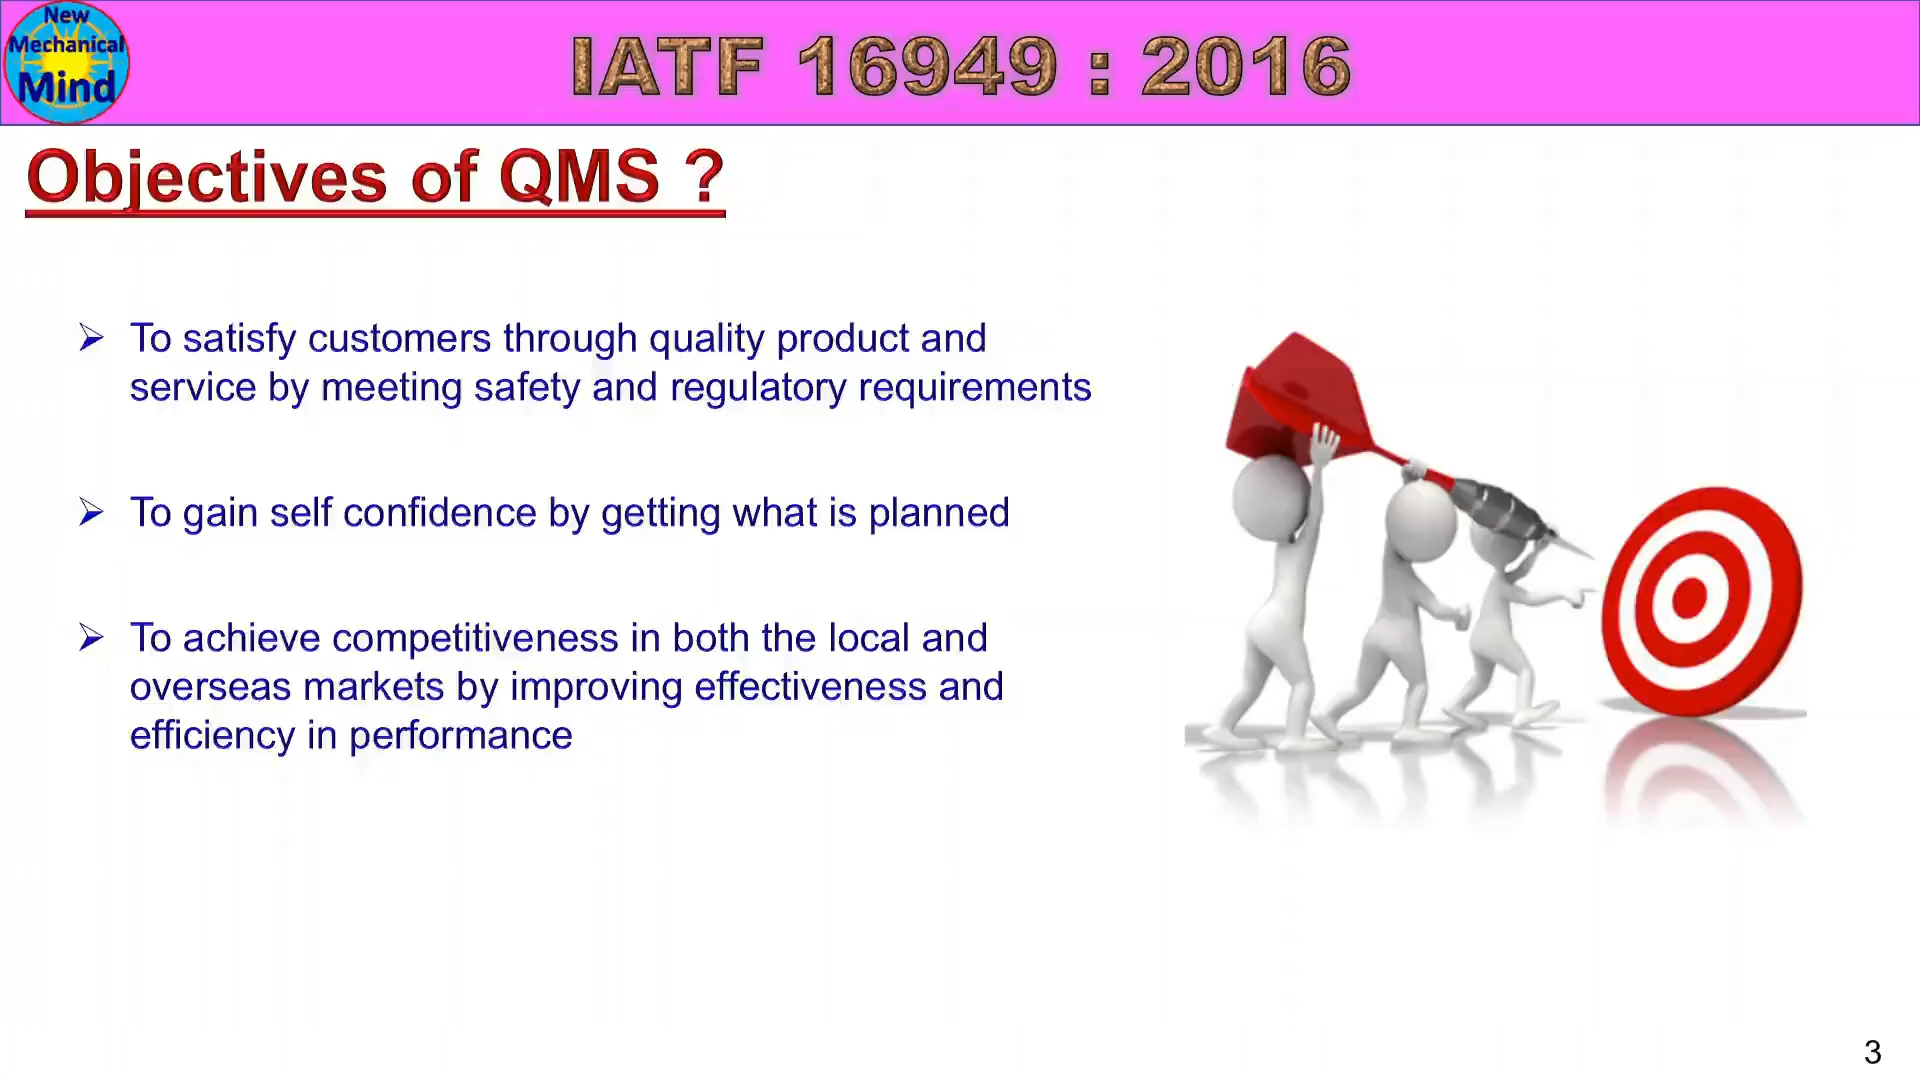 New
Mechanical
Mind
IATF 16949 : 2016
Objectives of QMS ?
To satisfy customers through quality product and
service by meeting safety and regulatory requirements
To gain self confidence by getting what is planned
To achieve competitiveness in both the local and
overseas markets by improving effectiveness and
efficiency in performance
3